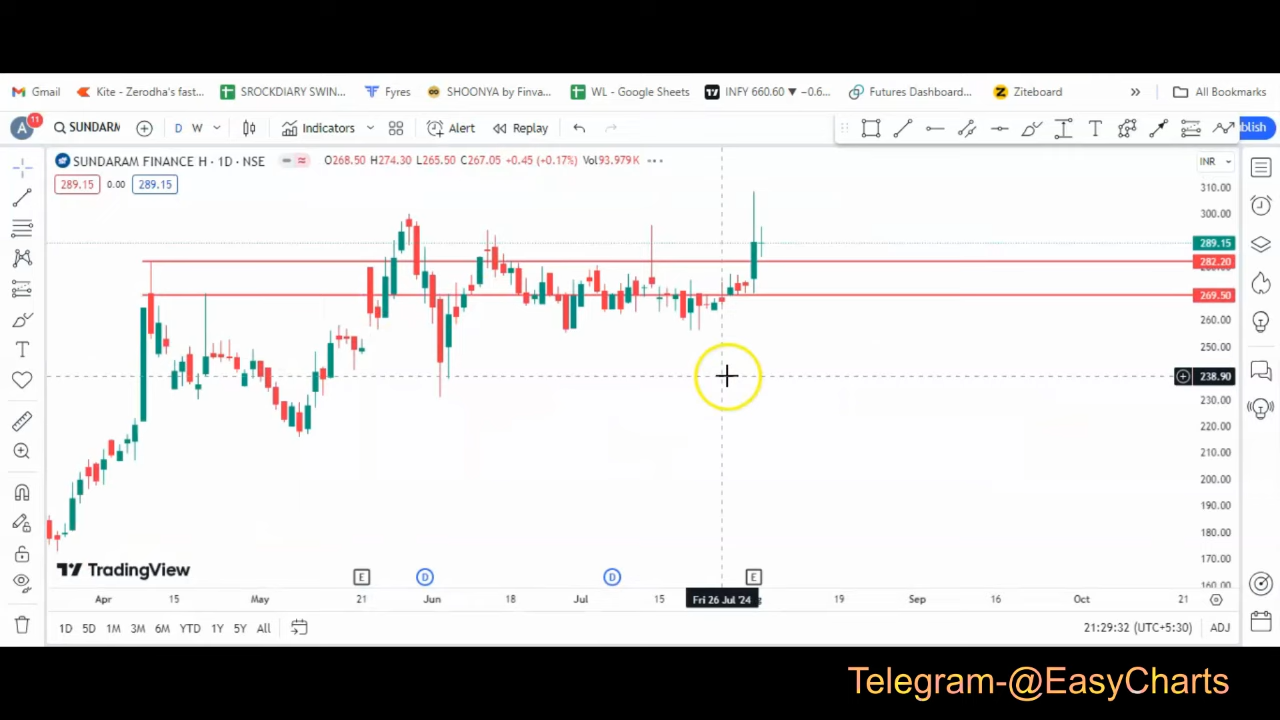 Gmail Kite - Zerodha's fast... SROCKDIARY SWIN... Fyres SHOONYA by Finva... WL - Google Sheets INFY 660.60 ▼ −0.6... Futures Dashboard... Ziteboard » All Bookmarks
A 11 SUNDARM D W Indicators Alert Replay blish
SUNDARAM FINANCE H · 1D · NSE O268.50 H274.30 L265.50 C267.05 +0.45 (+0.17%) Vol93.979K INR
289.15 0.00 289.15
310.00
300.00
289.15
282.20
269.50
260.00
250.00
238.90
230.00
220.00
210.00
200.00
190.00
180.00
170.00
160.00
TradingView
E D D E
Apr 15 May 21 Jun 18 Jul 15 Fri 26 Jul '24 19 Sep 16 Oct 21
1D 5D 1M 3M 6M YTD 1Y 5Y All 21:29:32 (UTC+5:30) ADJ
Telegram-@EasyCharts